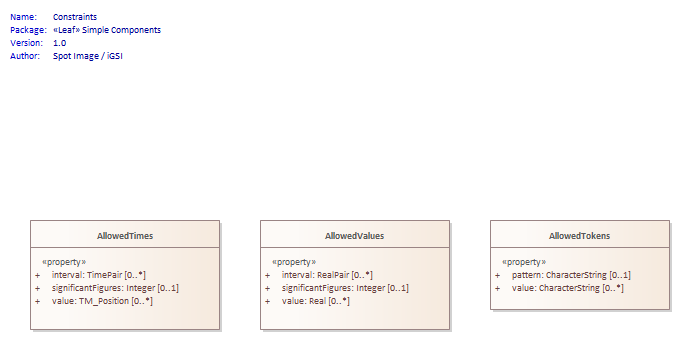 Name: Constraints
Package: «Leaf» Simple Components
Version: 1.0
Author: Spot Image / iGSI
AllowedTimes
«property»
+ interval: TimePair [0..*]
+ significantFigures: Integer [0..1]
+ value: TM_Position [0..*]
AllowedValues
«property»
+ interval: RealPair [0..*]
+ significantFigures: Integer [0..1]
+ value: Real [0..*]
AllowedTokens
«property»
+ pattern: CharacterString [0..1]
+ value: CharacterString [0..*]